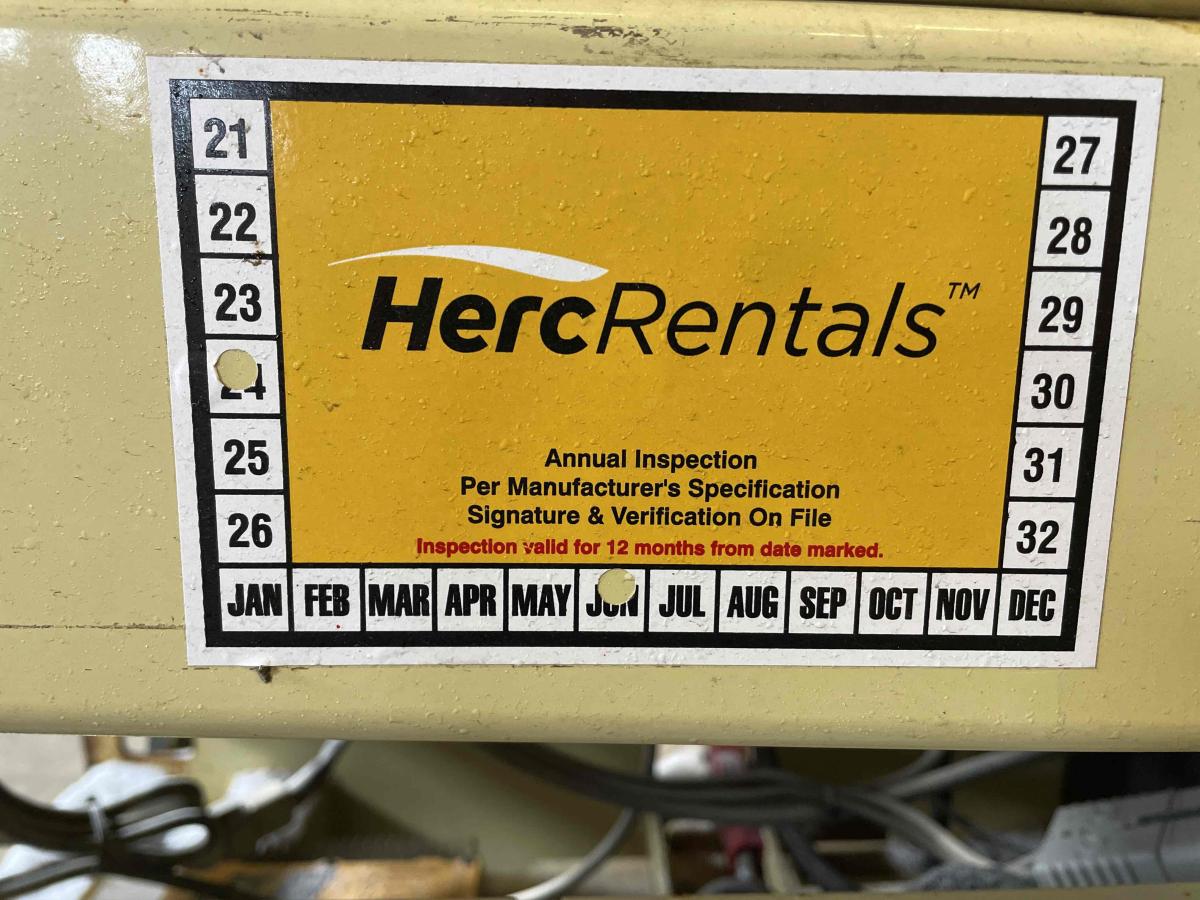 21
22
23
24
25
26
HercRentals™
Annual Inspection
Per Manufacturer's Specification
Signature & Verification On File
Inspection valid for 12 months from date marked.
27
28
29
30
31
32
JAN FEB MAR APR MAY JUN JUL AUG SEP OCT NOV DEC